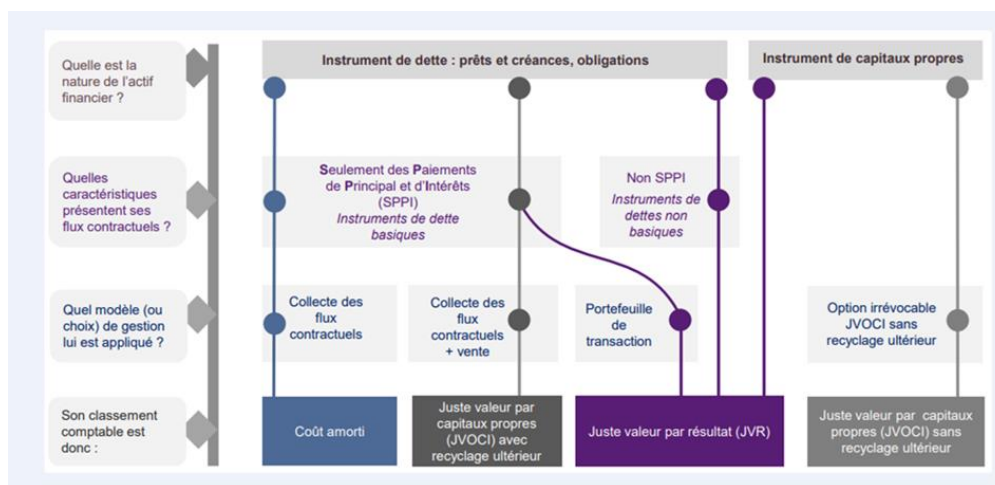 Quelle est la
nature de l'actif
financier ?
Instrument de dette : prêts et créances, obligations
Instrument de capitaux propres
Quelles
caractéristiques
présentent ses
flux contractuels ?
Seulement des Paiements
de Principal et d'Intérêts
(SPPI)
Instruments de dette
basiques
Non SPPI
Instruments de
dettes non
basiques
Quel modèle (ou
choix) de gestion
lui est appliqué ?
Collecte des
flux
contractuels
Collecte des
flux
contractuels
+ vente
Portefeuille
de
transaction
Option irrévocable
JVOCI sans
recyclage ultérieur
Son classement
comptable est
donc :
Coût amorti
Juste valeur par
capitaux propres
(JVOCI) avec
recyclage ultérieur
Juste valeur par résultat (JVR)
Juste valeur par capitaux
propres (JVOCI) sans
recyclage ultérieur